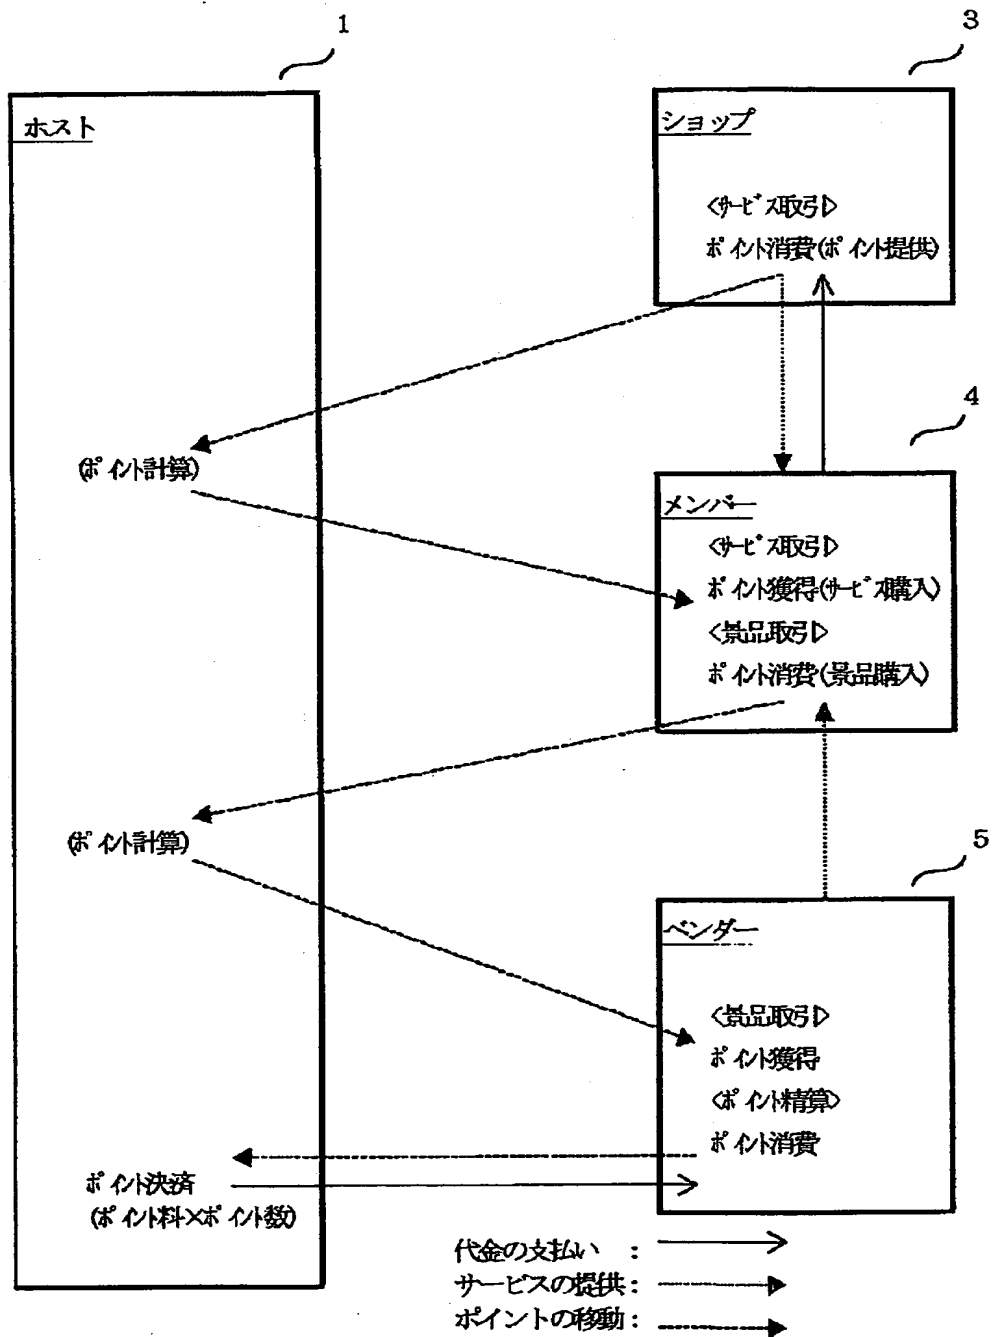 1
3
ホスト
ショップ
<サービス取引>
ポイント消費(ポイント提供)
4
(ポイント計算)
メンバー
<サービス取引>
ポイント獲得(サービス購入)
<景品取引>
ポイント消費(景品購入)
(ポイント計算)
5
ベンダー
<景品取引>
ポイント獲得
<ポイント精算>
ポイント消費
ポイント決済
(ポイント料×ポイント数)
代金の支払い :
サービスの提供:
ポイントの移動: